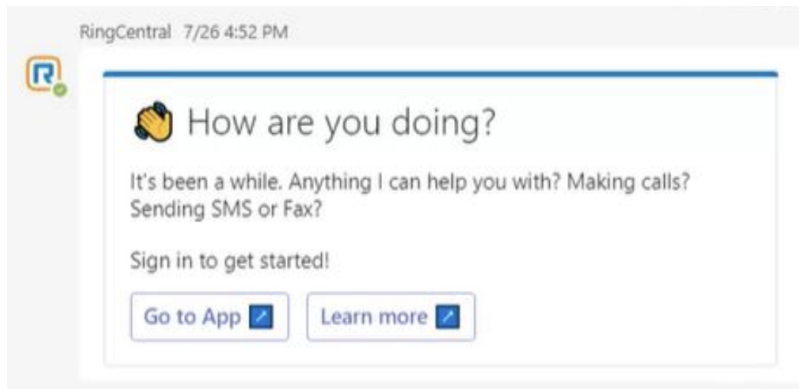 RingCentral 7/26 4:52 PM
How are you doing?
It's been a while. Anything I can help you with? Making calls?
Sending SMS or Fax?
Sign in to get started!
Go to App
Learn more